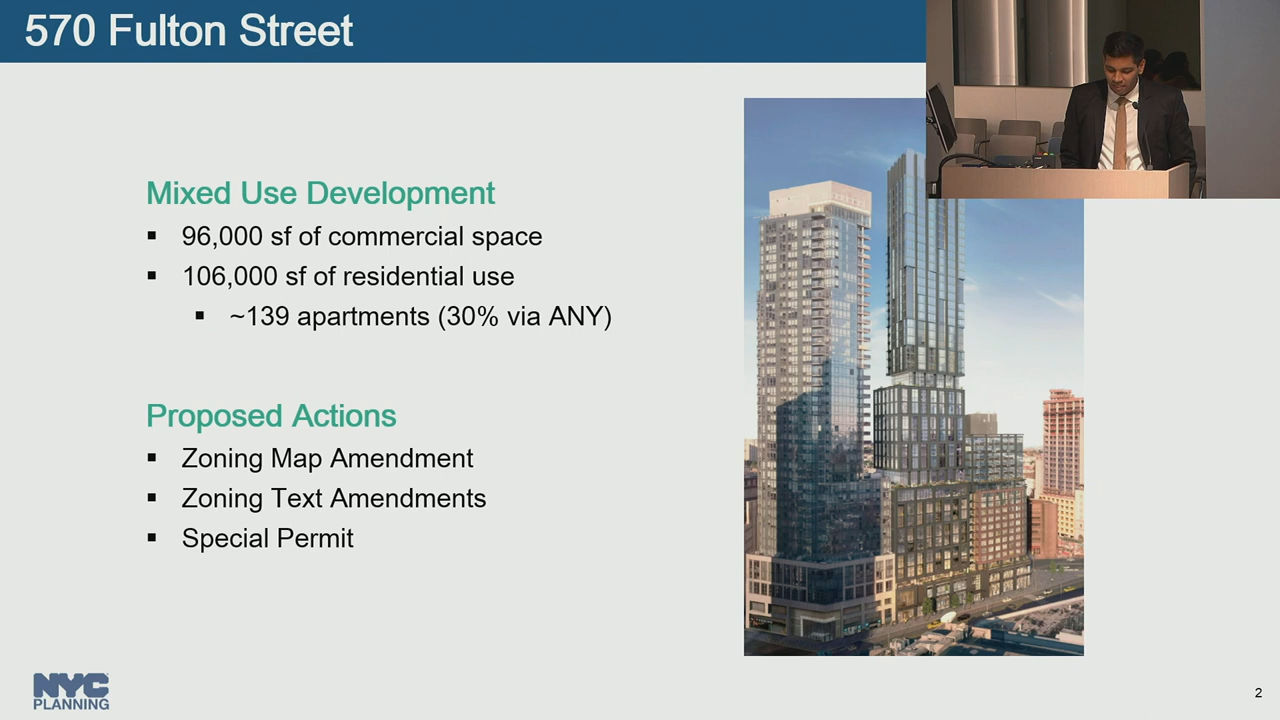 570 Fulton Street
Mixed Use Development
▪ 96,000 sf of commercial space
▪ 106,000 sf of residential use
▪ ~139 apartments (30% via ANY)
Proposed Actions
▪ Zoning Map Amendment
▪ Zoning Text Amendments
▪ Special Permit
NYC
PLANNING
2